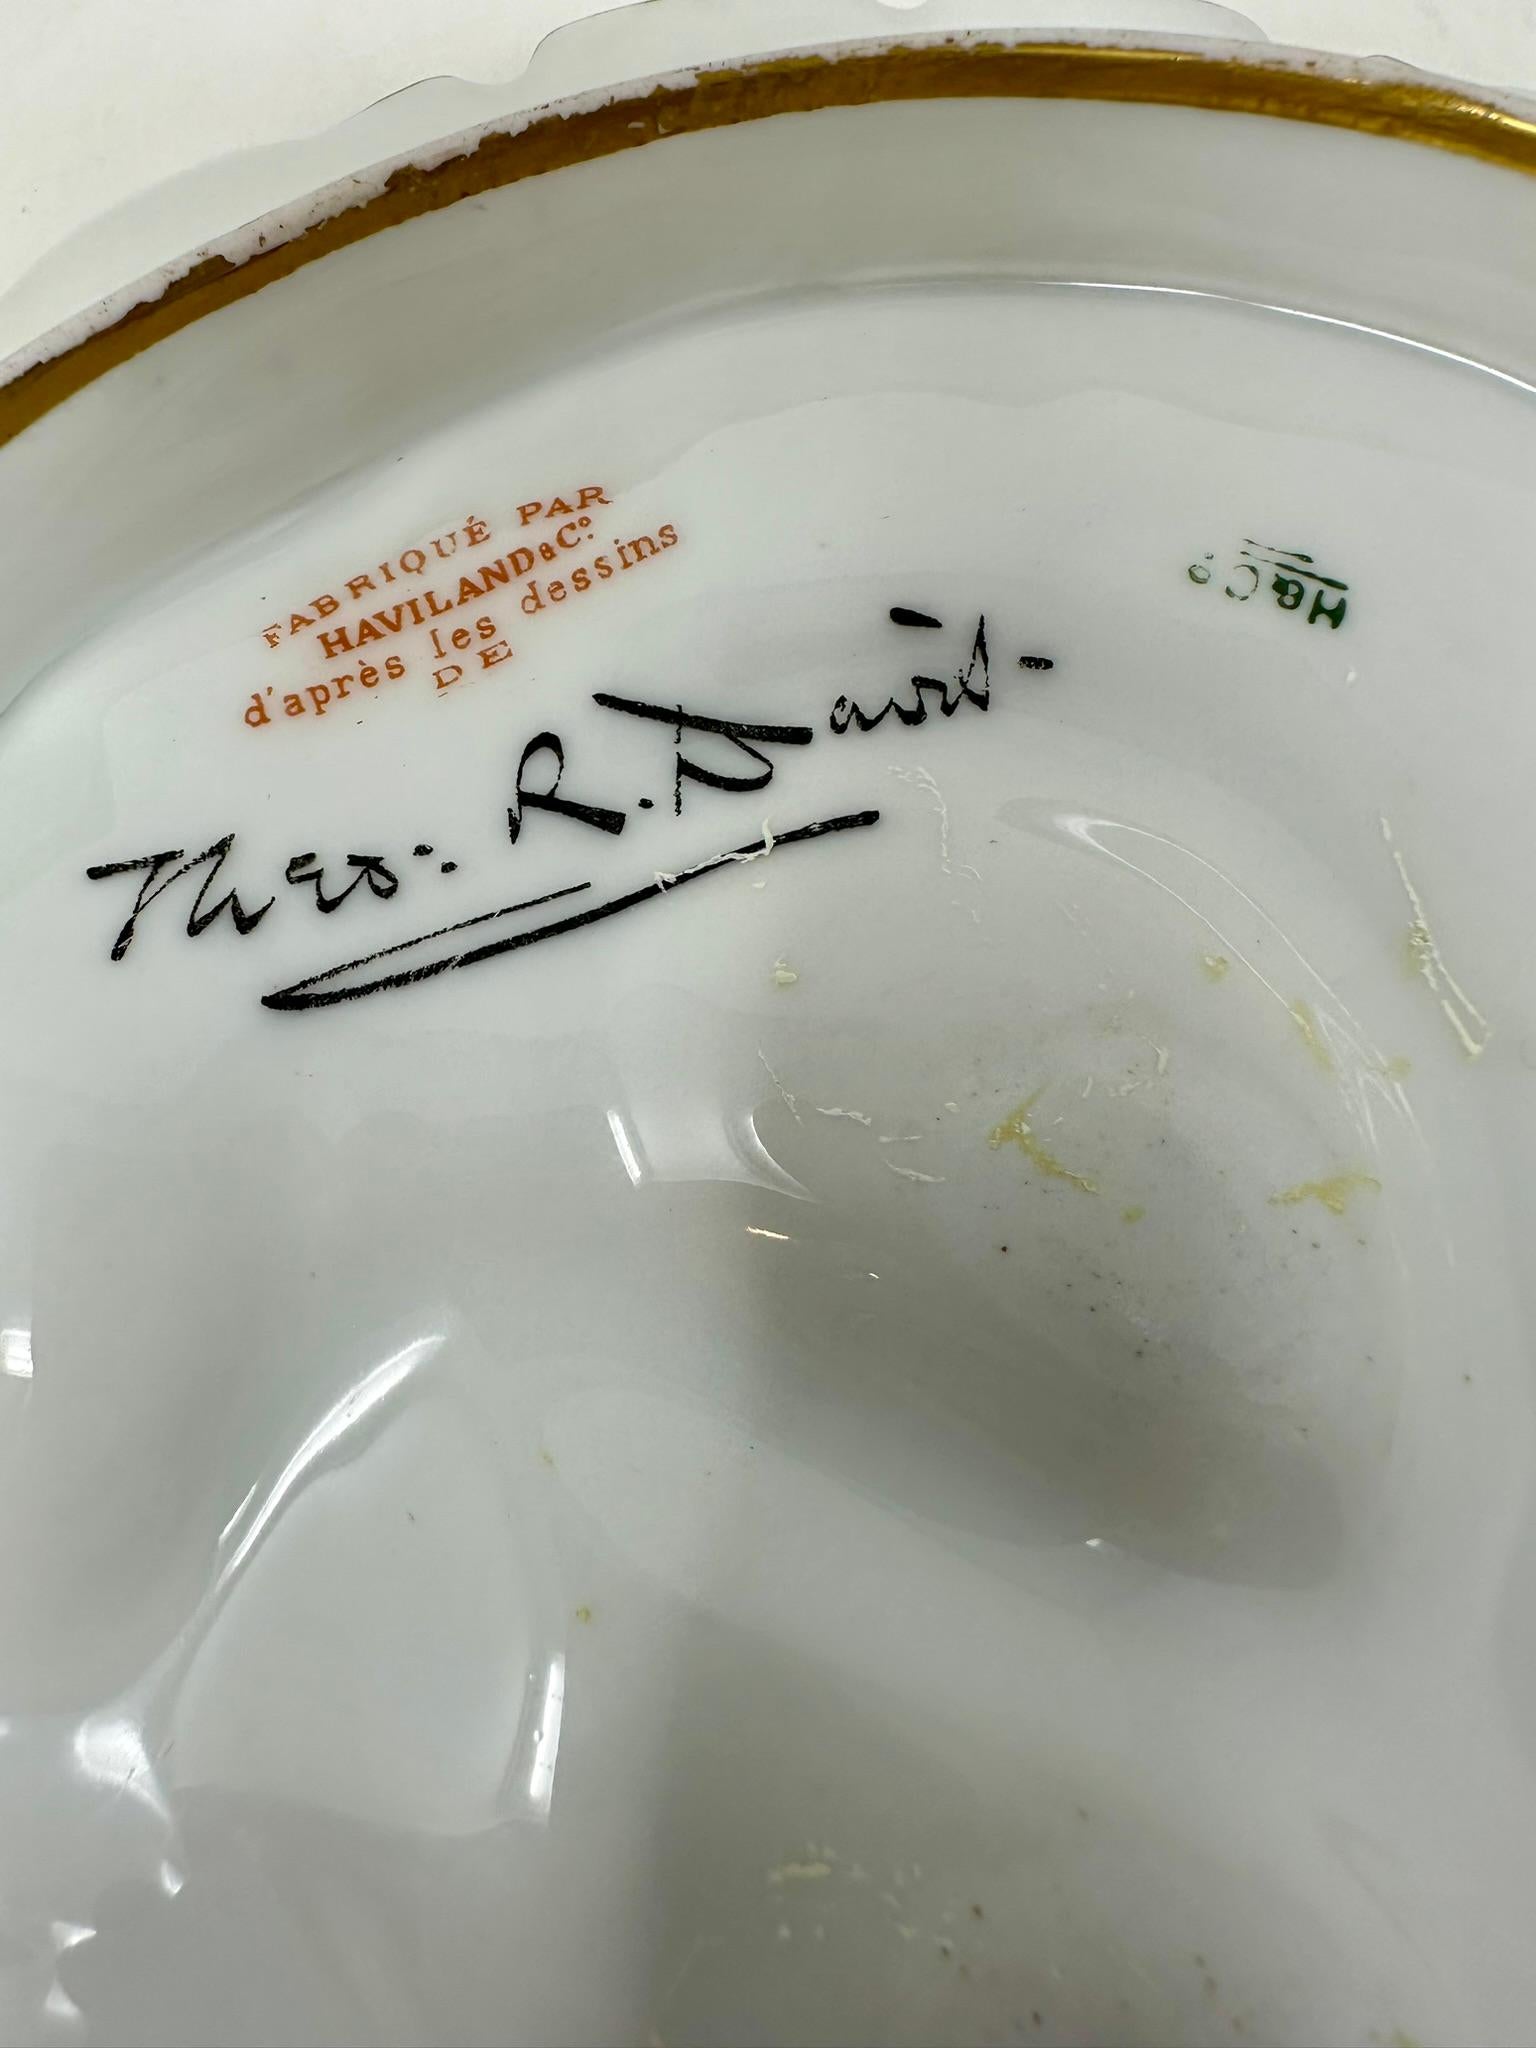 FABRIQUÉ PAR
HAVILAND & Cº.
d'après les dessins
DE
Theo: R. Davis-
H&Cº